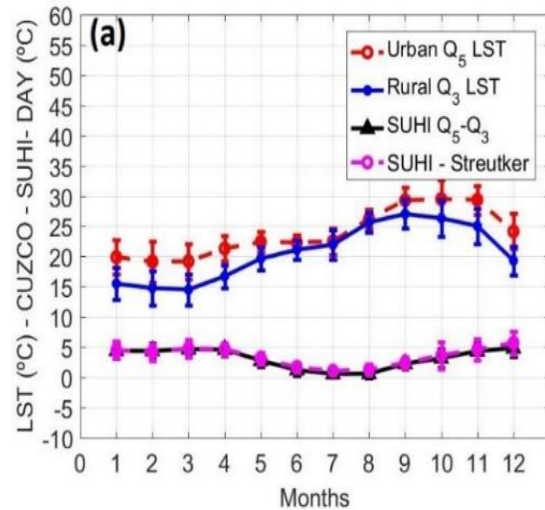 (a)
Urban Q5 LST
Rural Q3 LST
SUHI Q5-Q3
SUHI - Streutker
LST (ºC) - CUZCO - SUHI- DAY (ºC)
60
55
50
45
40
35
30
25
20
15
10
5
0
-5
-10
0 1 2 3 4 5 6 7 8 9 10 11 12
Months